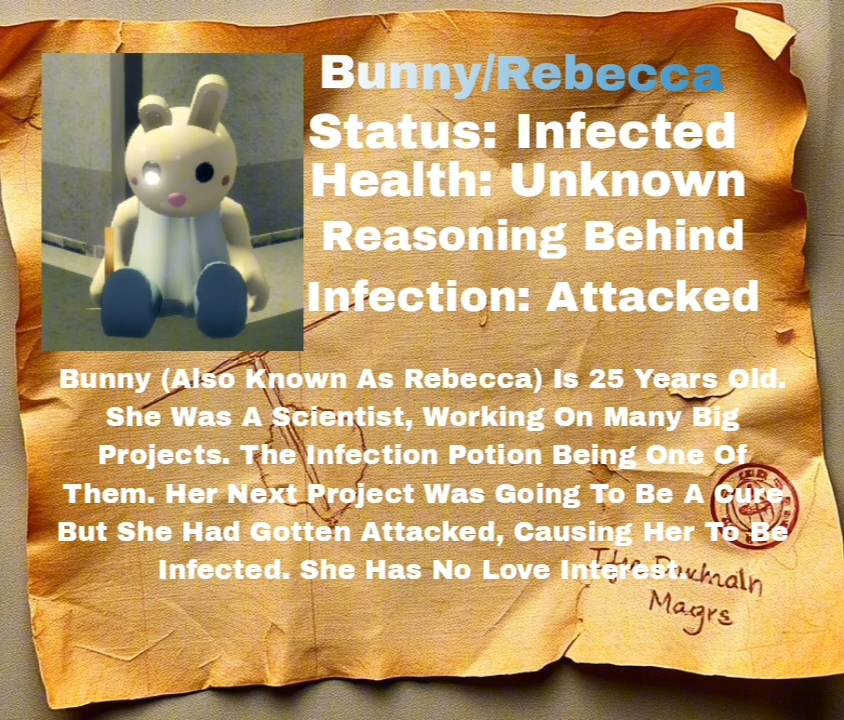 Bunny/Rebecca
Status: Infected
Health: Unknown
Reasoning Behind
Infection: Attacked
Bunny (Also Known As Rebecca) Is 25 Years Old.
She Was A Scientist, Working On Many Big
Projects. The Infection Potion Being One Of
Them. Her Next Project Was Going To Be A Cure
But She Had Gotten Attacked, Causing Her To Be
Infected. She Has No Love Interest.